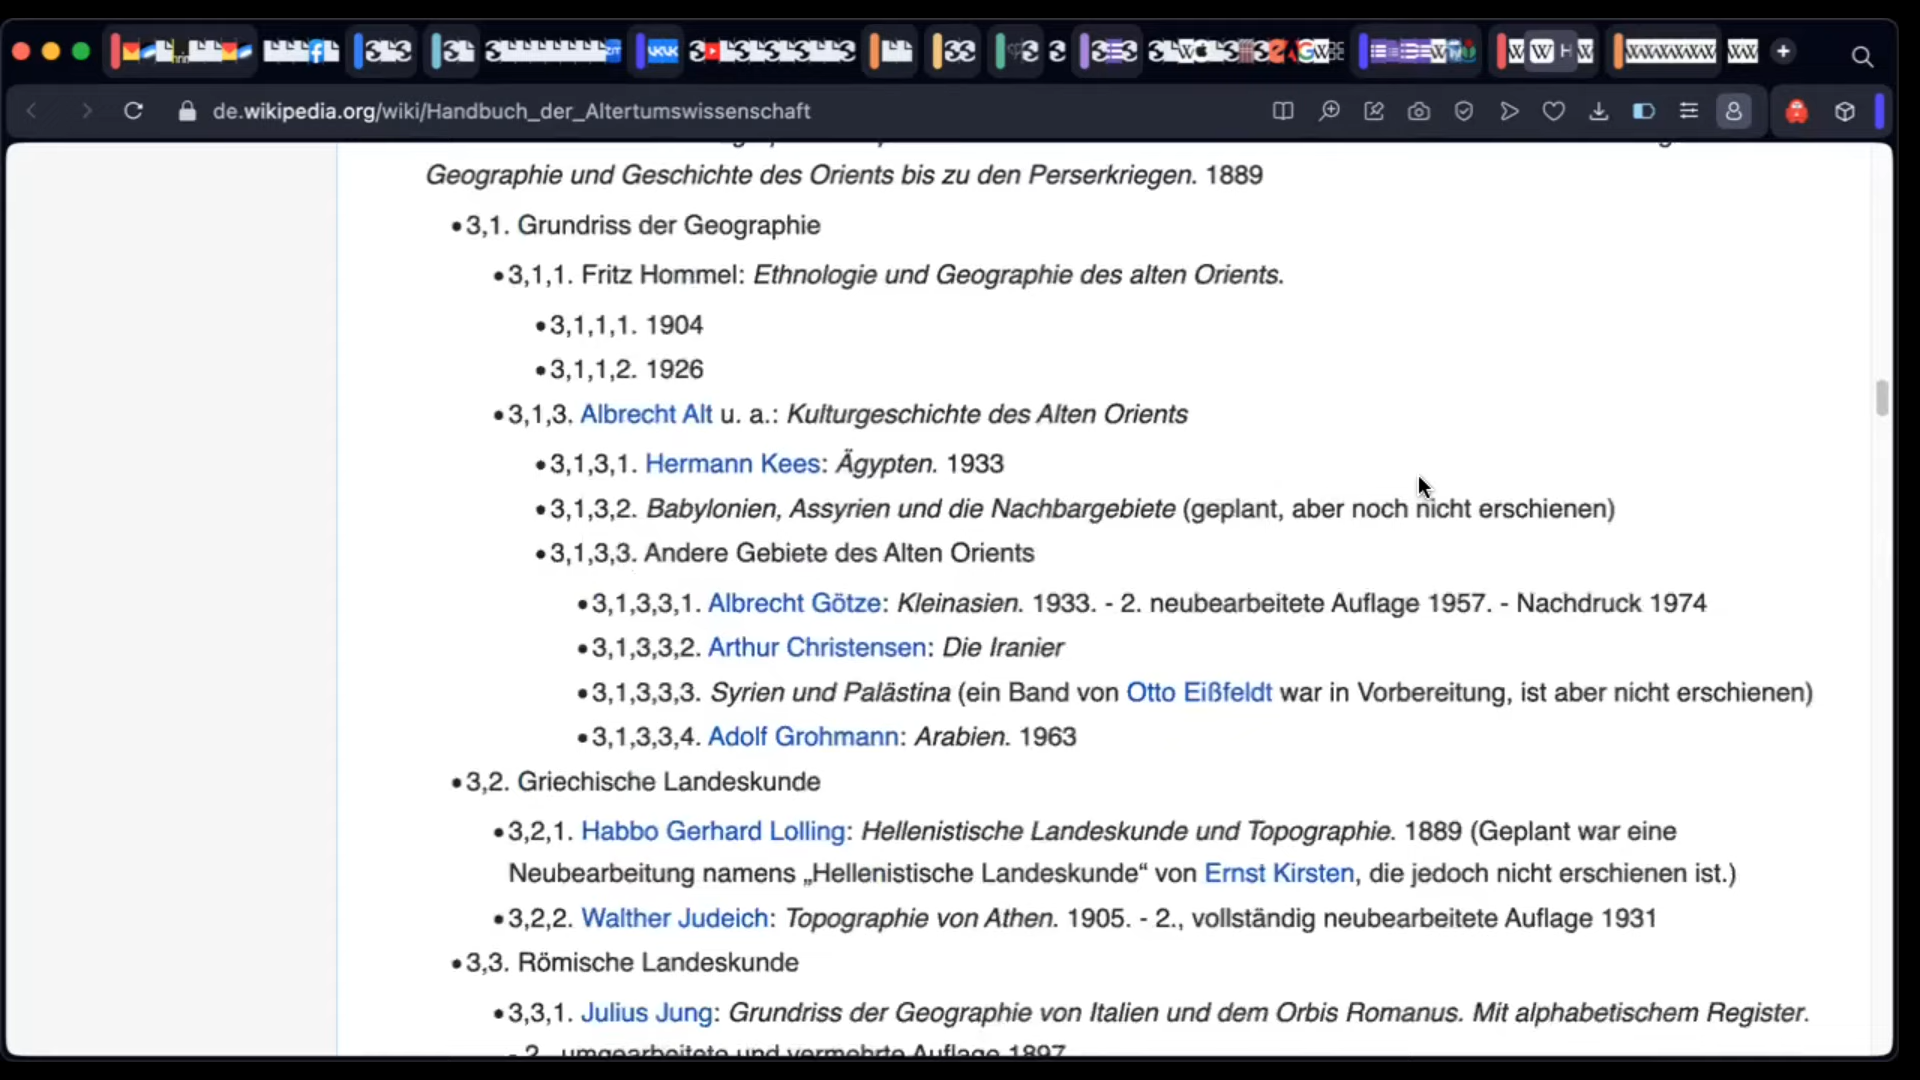 de.wikipedia.org/wiki/Handbuch_der_Altertumswissenschaft
Geographie und Geschichte des Orients bis zu den Perserkriegen. 1889
•3,1. Grundriss der Geographie
•3,1,1. Fritz Hommel: Ethnologie und Geographie des alten Orients.
•3,1,1,1. 1904
•3,1,1,2. 1926
•3,1,3. Albrecht Alt u. a.: Kulturgeschichte des Alten Orients
•3,1,3,1. Hermann Kees: Ägypten. 1933
•3,1,3,2. Babylonien, Assyrien und die Nachbargebiete (geplant, aber noch nicht erschienen)
•3,1,3,3. Andere Gebiete des Alten Orients
•3,1,3,3,1. Albrecht Götze: Kleinasien. 1933. - 2. neubearbeitete Auflage 1957. - Nachdruck 1974
•3,1,3,3,2. Arthur Christensen: Die Iranier
•3,1,3,3,3. Syrien und Palästina (ein Band von Otto Eißfeldt war in Vorbereitung, ist aber nicht erschienen)
•3,1,3,3,4. Adolf Grohmann: Arabien. 1963
•3,2. Griechische Landeskunde
•3,2,1. Habbo Gerhard Lolling: Hellenistische Landeskunde und Topographie. 1889 (Geplant war eine
Neubearbeitung namens „Hellenistische Landeskunde“ von Ernst Kirsten, die jedoch nicht erschienen ist.)
•3,2,2. Walther Judeich: Topographie von Athen. 1905. - 2., vollständig neubearbeitete Auflage 1931
•3,3. Römische Landeskunde
•3,3,1. Julius Jung: Grundriss der Geographie von Italien und dem Orbis Romanus. Mit alphabetischem Register.
- 2., umgearbeitete und vermehrte Auflage 1897